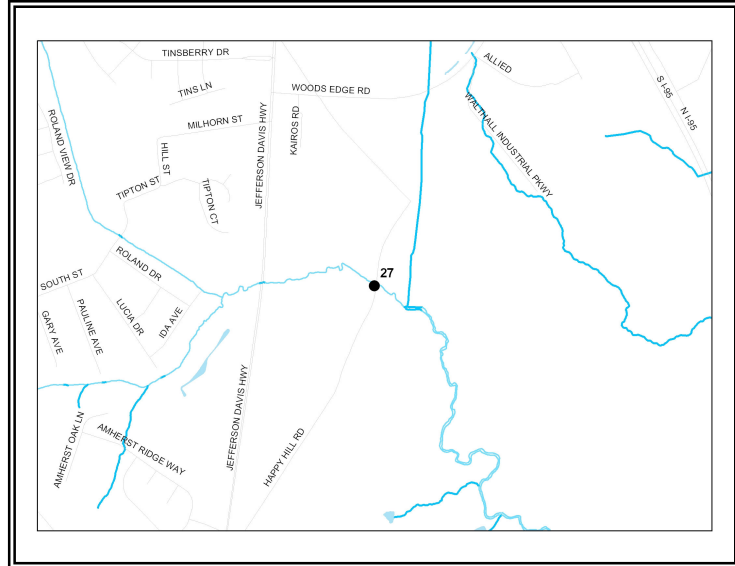 TINSBERRY DR
ALLIED
S I-95
N I-95
TINS LN
WOODS EDGE RD
WALTHALL INDUSTRIAL PKWY
ROLAND VIEW DR
MILHORN ST
KAIROS RD
JEFFERSON DAVIS HWY
HILL ST
TIPTON ST
TIPTON CT
ROLAND DR
27
SOUTH ST
LUCIA DR
IDA AVE
PAULINE AVE
GARY AVE
JEFFERSON DAVIS HWY
AMHERST OAK LN
AMHERST RIDGE WAY
HAPPY HILL RD